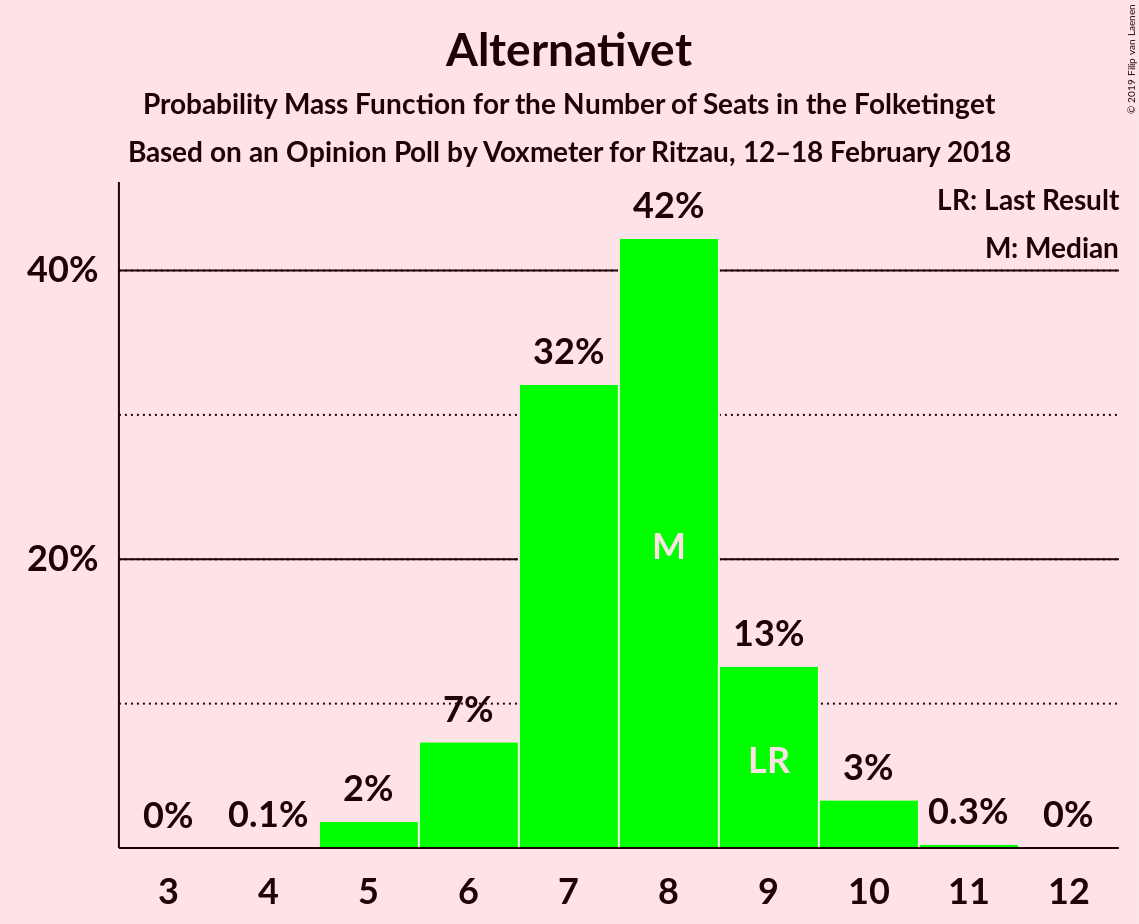 Alternativet
Probability Mass Function for the Number of Seats in the Folketinget
Based on an Opinion Poll by Voxmeter for Ritzau, 12–18 February 2018
© 2019 Filip van Laenen
LR: Last Result
M: Median
40%
20%
0%
0.1%
2%
7%
32%
42%
M
13%
LR
3%
0.3%
0%
3 4 5 6 7 8 9 10 11 12